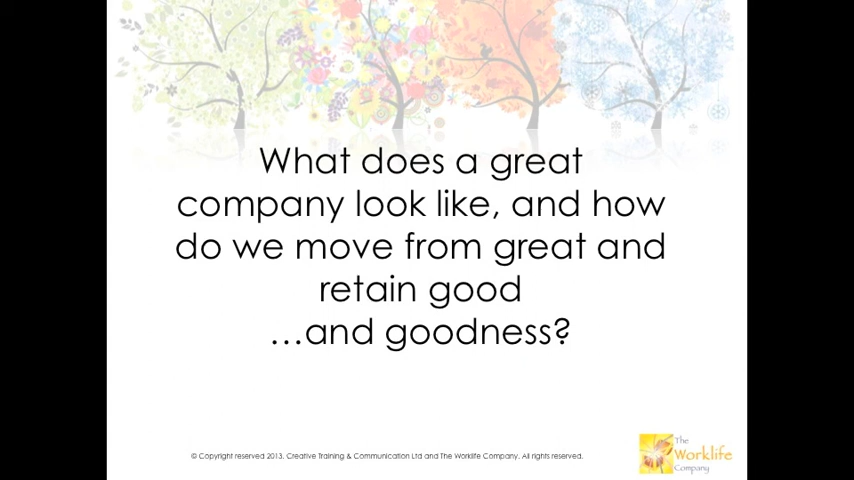 What does a great
company look like, and how
do we move from great and
retain good
...and goodness?
© Copyright reserved 2013. Creative Training & Communication Ltd and The Worklife Company. All rights reserved.
The
Worklife
Company